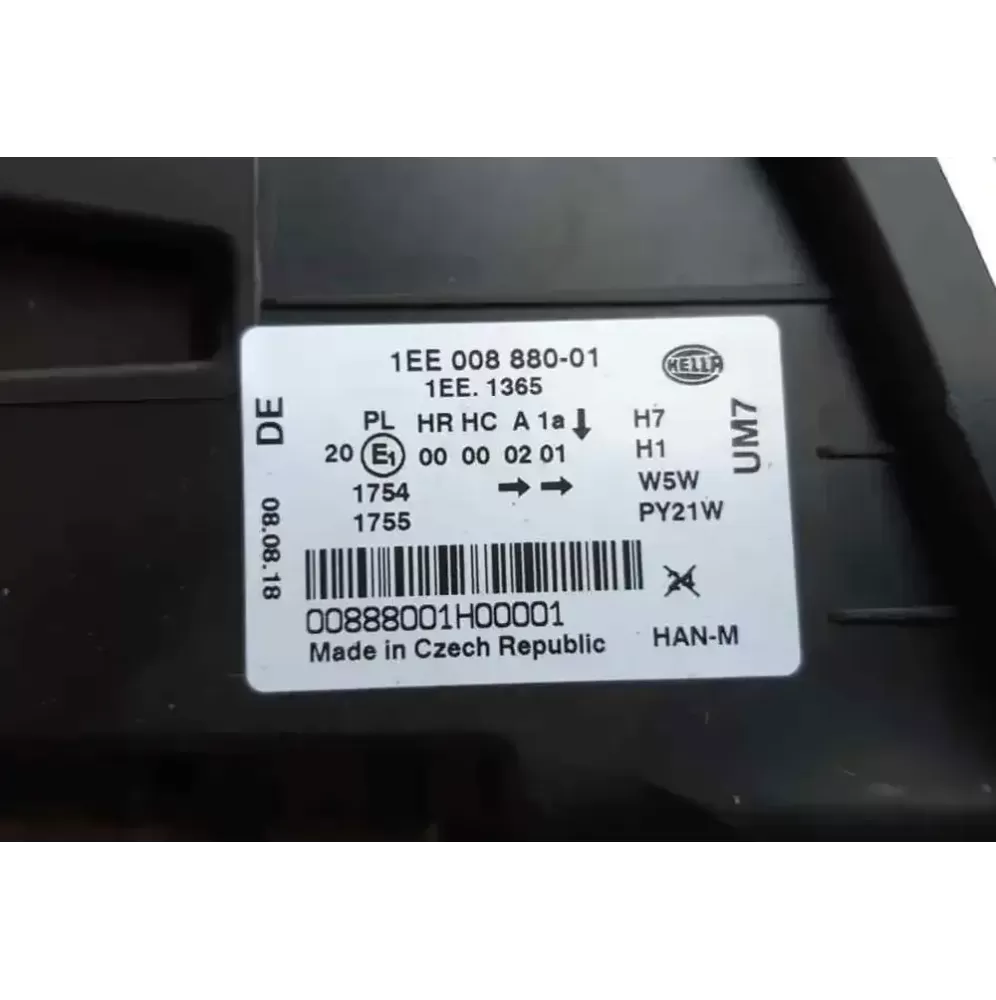 1EE 008 880-01
HELLA
1EE. 1365
DE
PL HR HC A 1a ↓ H7
20 E1 00 00 02 01 H1
UM7
1754 → → W5W
1755 PY21W
08.08.18
24
00888001H00001
Made in Czech Republic HAN-M